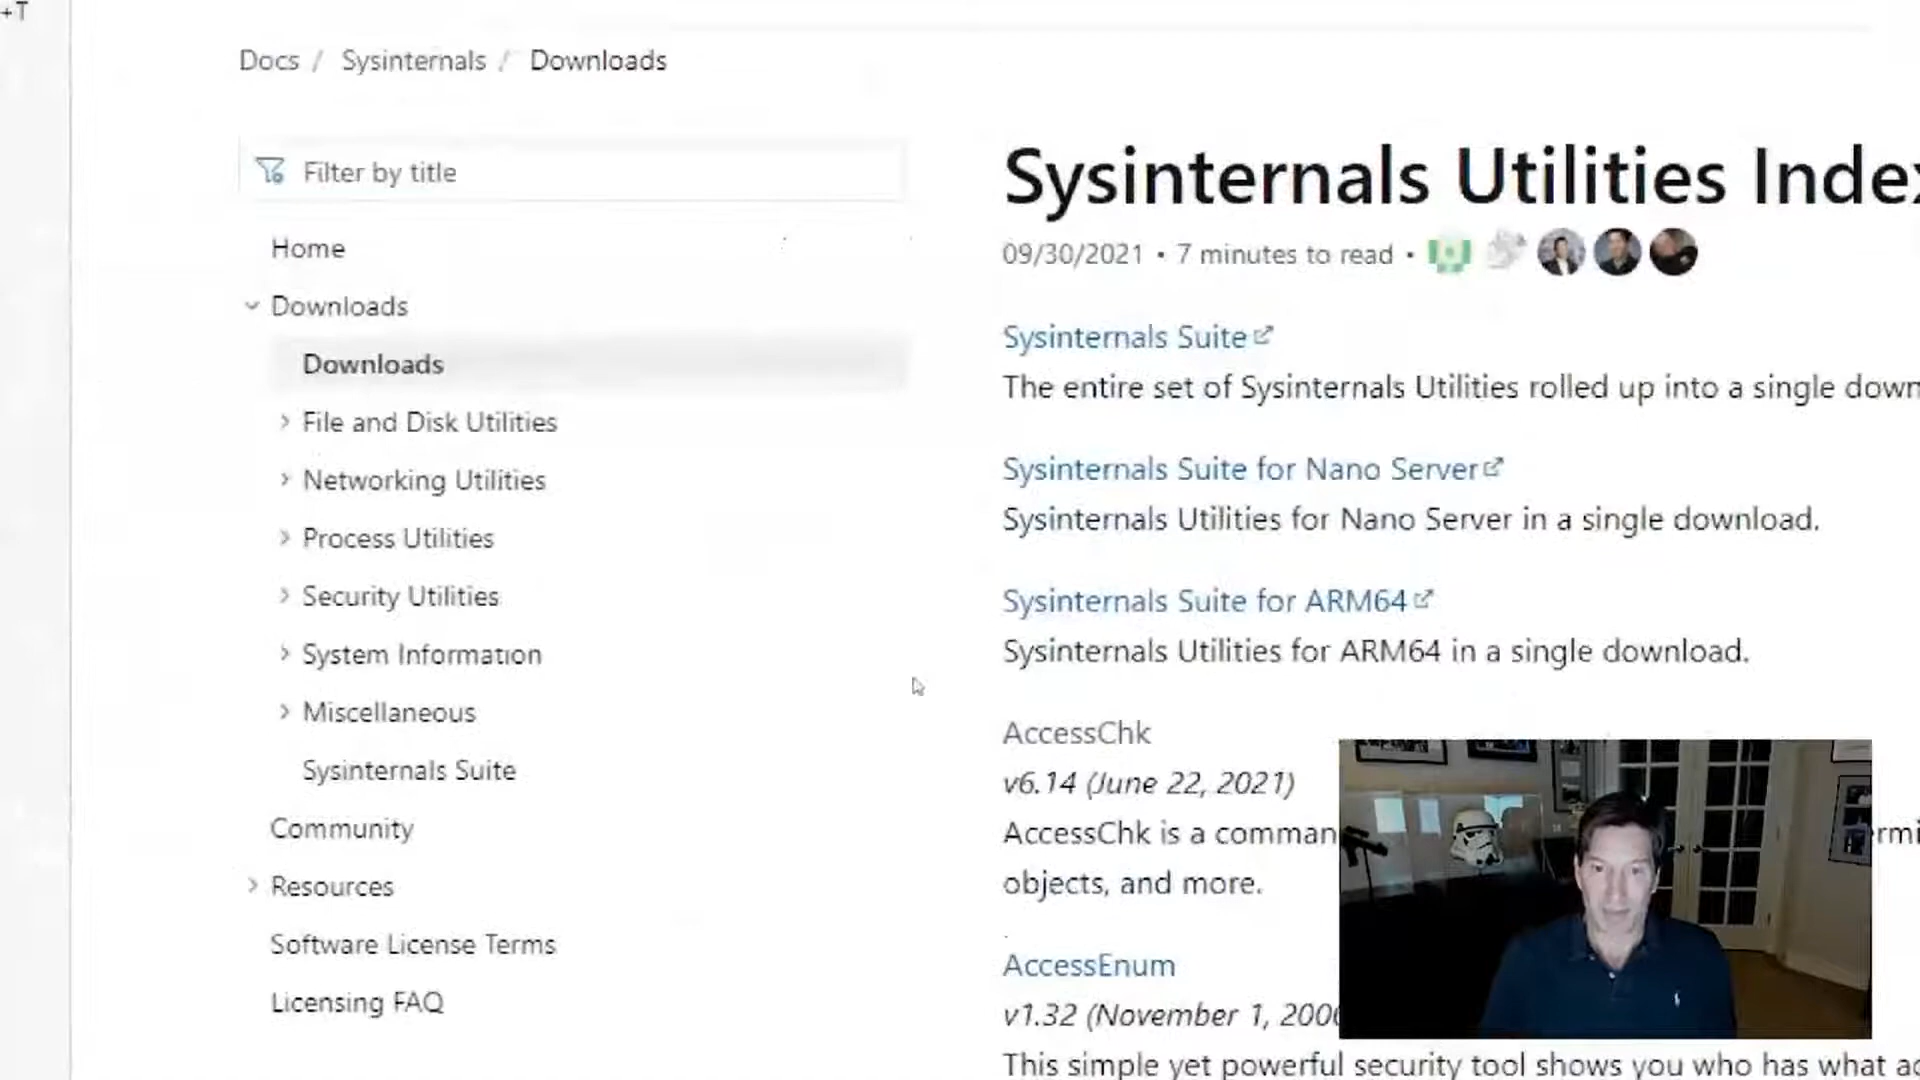 +T
Docs / Sysinternals / Downloads
Filter by title
Home
Downloads
Downloads
File and Disk Utilities
Networking Utilities
Process Utilities
Security Utilities
System Information
Miscellaneous
Sysinternals Suite
Community
Resources
Software License Terms
Licensing FAQ
Sysinternals Utilities Inde
09/30/2021 • 7 minutes to read •
Sysinternals Suite
The entire set of Sysinternals Utilities rolled up into a single down
Sysinternals Suite for Nano Server
Sysinternals Utilities for Nano Server in a single download.
Sysinternals Suite for ARM64
Sysinternals Utilities for ARM64 in a single download.
AccessChk
v6.14 (June 22, 2021)
AccessChk is a comman ermi
objects, and more.
AccessEnum
v1.32 (November 1, 200
This simple yet powerful security tool shows you who has what ac